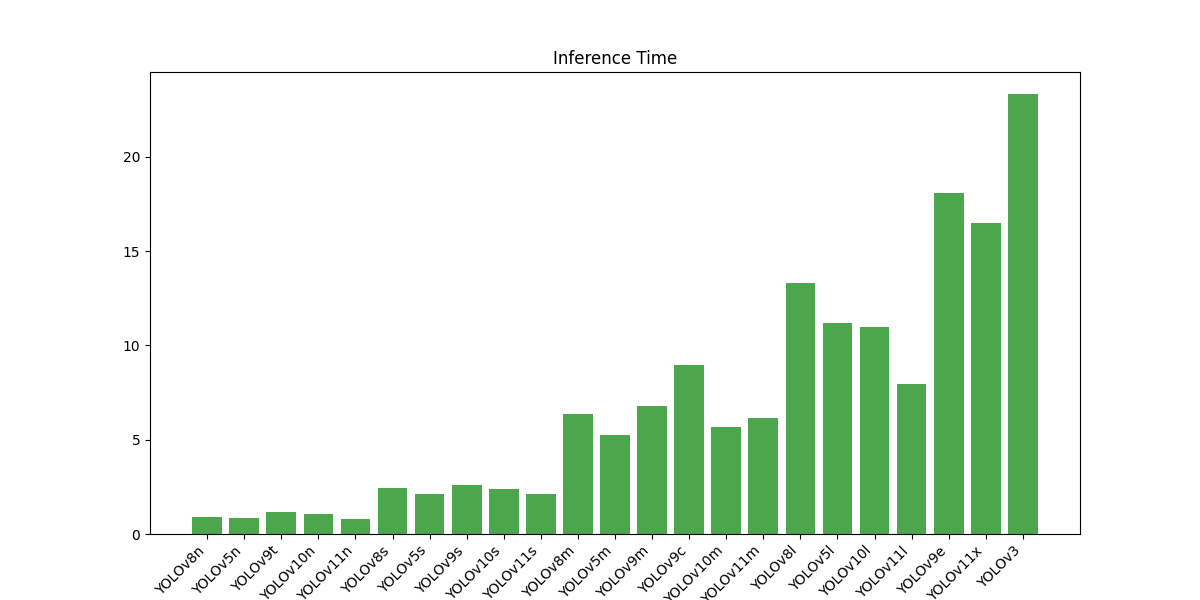 Inference Time
20
15
10
5
0
YOLOv8n
YOLOv5n
YOLOv9t
YOLOv10n
YOLOv11n
YOLOv8s
YOLOv5s
YOLOv9s
YOLOv10s
YOLOv11s
YOLOv8m
YOLOv5m
YOLOv9m
YOLOv9c
YOLOv10m
YOLOv11m
YOLOv8l
YOLOv5l
YOLOv10l
YOLOv11l
YOLOv9e
YOLOv11x
YOLOv3